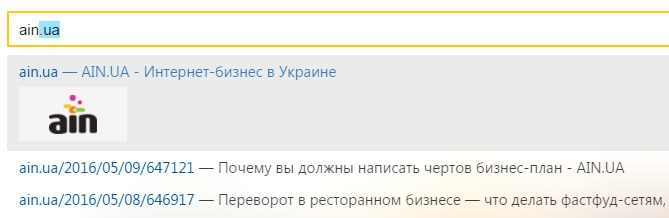 ain.ua
ain.ua — AIN.UA - Интернет-бизнес в Украине
ain
ain.ua/2016/05/09/647121 — Почему вы должны написать чертов бизнес-план - AIN.UA
ain.ua/2016/05/08/646917 — Переворот в ресторанном бизнесе — что делать фастфуд-сетям,